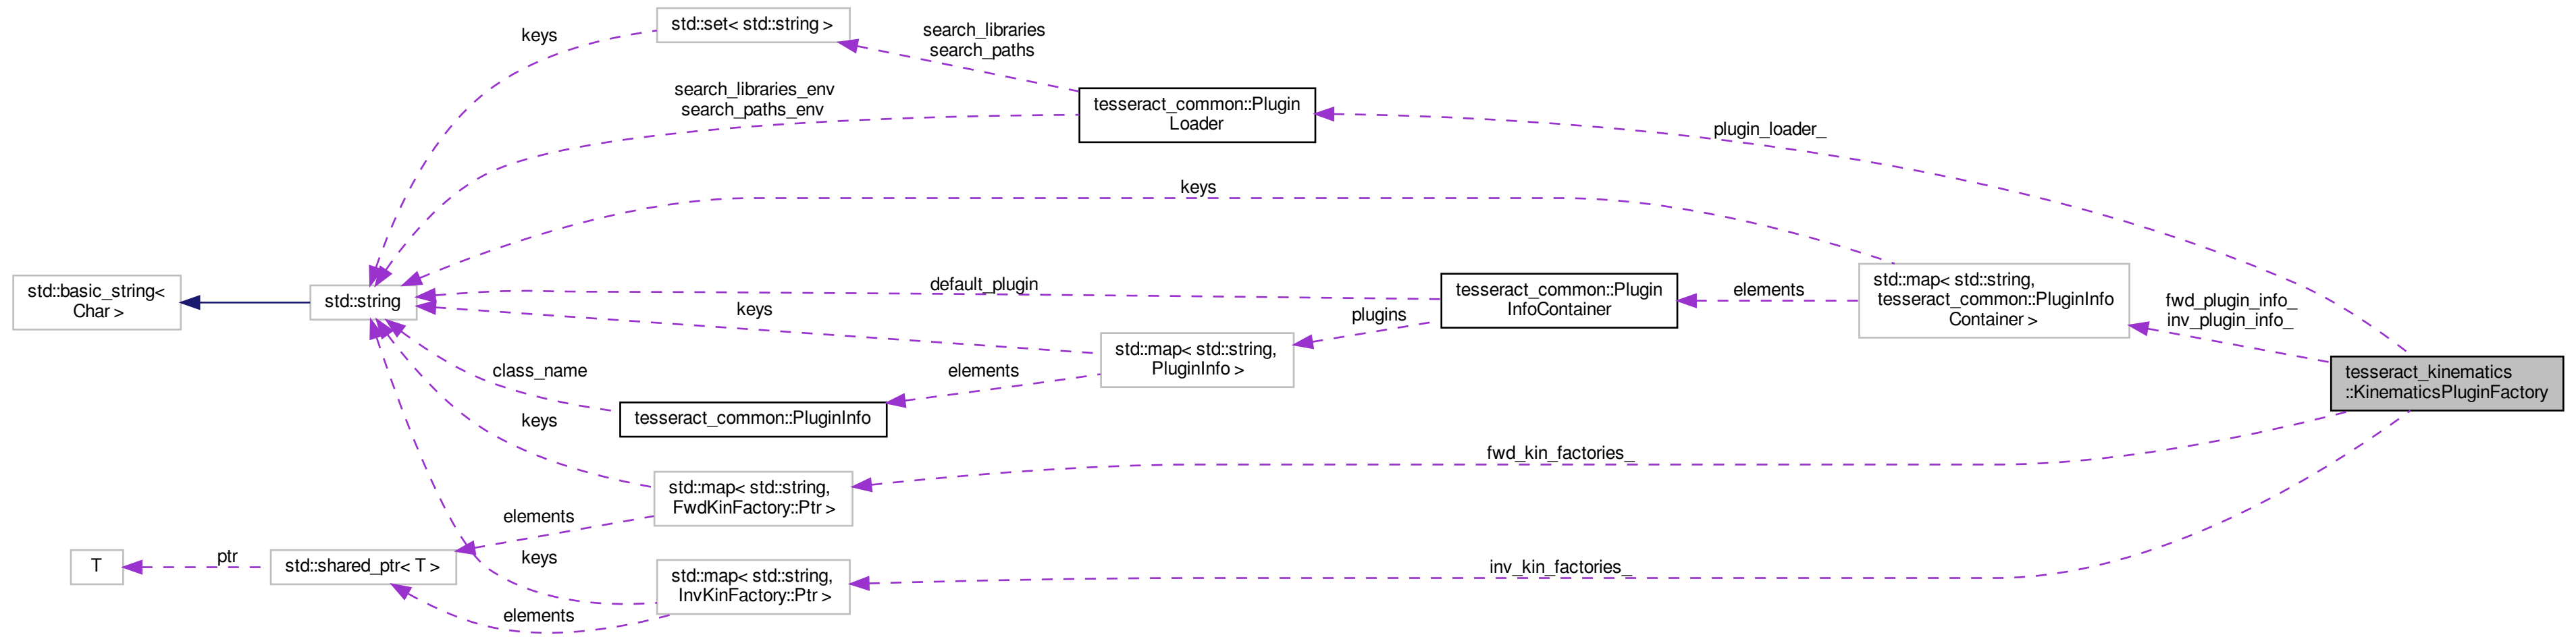 std::set< std::string >
keys
search_libraries
search_paths
search_libraries_env
search_paths_env
tesseract_common::Plugin
Loader
plugin_loader_
keys
std::basic_string<
Char >
std::string
default_plugin
tesseract_common::Plugin
InfoContainer
elements
std::map< std::string,
tesseract_common::PluginInfo
Container >
fwd_plugin_info_
inv_plugin_info_
keys
plugins
std::map< std::string,
PluginInfo >
class_name
elements
tesseract_kinematics
::KinematicsPluginFactory
tesseract_common::PluginInfo
keys
fwd_kin_factories_
std::map< std::string,
FwdKinFactory::Ptr >
elements
T
ptr
std::shared_ptr< T >
keys
std::map< std::string,
InvKinFactory::Ptr >
inv_kin_factories_
elements